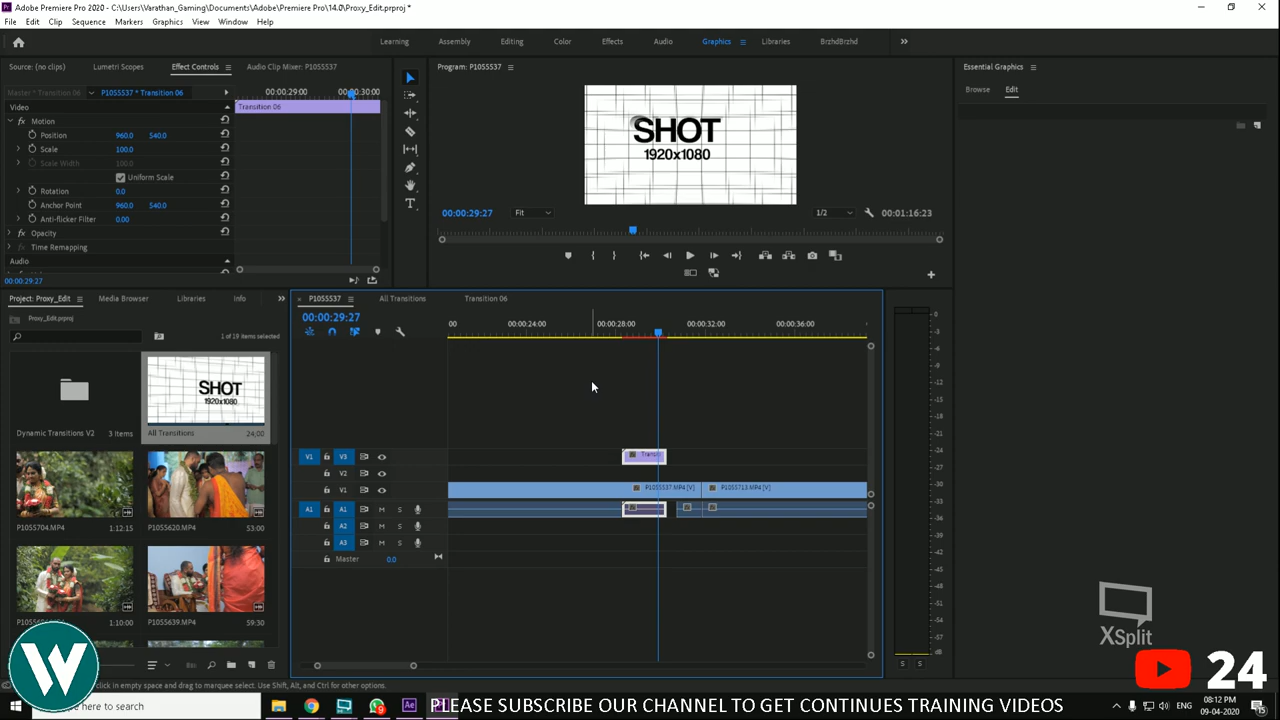 Adobe Premiere Pro 2020 - C:\Users\Varathan_Gaming\Documents\Adobe\Premiere Pro\14.0\Proxy_Edit.prproj *
File Edit Clip Sequence Markers Graphics View Window Help
Learning Assembly Editing Color Effects Audio Graphics Libraries BrzhdBrzhd
Source: (no clips) Lumetri Scopes Effect Controls Audio Clip Mixer: P1055537
Program: P1055537
Essential Graphics
Browse Edit
Master * Transition 06 P1055537 * Transition 06
00:00:29:00 00:00:30:00
Video
Transition 06
Motion
Position 960.0 540.0
Scale 100.0
Scale Width 100.0
Uniform Scale
Rotation 0.0
Anchor Point 960.0 540.0
Anti-flicker Filter 0.00
Opacity
Time Remapping
Audio
00:00:29:27
SHOT
1920x1080
00:00:29:27 Fit 1/2 00:01:16:23
Project: Proxy_Edit Media Browser Libraries Info
Proxy_Edit.prproj
1 of 19 items selected
SHOT
1920x1080
Dynamic Transitions V2 3 Items
All Transitions 24;00
P1055704.MP4 1:12:15
P1055620.MP4 53:00
1:10:00
P1055639.MP4 59:30
P1055537 All Transitions Transition 06
00:00:29:27
00 00:00:24:00 00:00:28:00 00:00:32:00 00:00:36:00
V1 V3
V2
V1
A1 A1 M S
A2 M S
A3 M S
Master 0.0
Transit
P1055537.MP4 [V] P1055713.MP4 [V]
0
-3
-6
-9
-12
-15
-18
-21
-24
-27
-30
-33
-36
-39
-42
-45
-48
-51
-54
dB
S S
XSplit
24
W
click in empty space and drag to marquee select. Use Shift, Alt, and Ctrl for other options.
here to search
PLEASE SUBSCRIBE OUR CHANNEL TO GET CONTINUES TRAINING VIDEOS
ENG
08:12 PM
09-04-2020